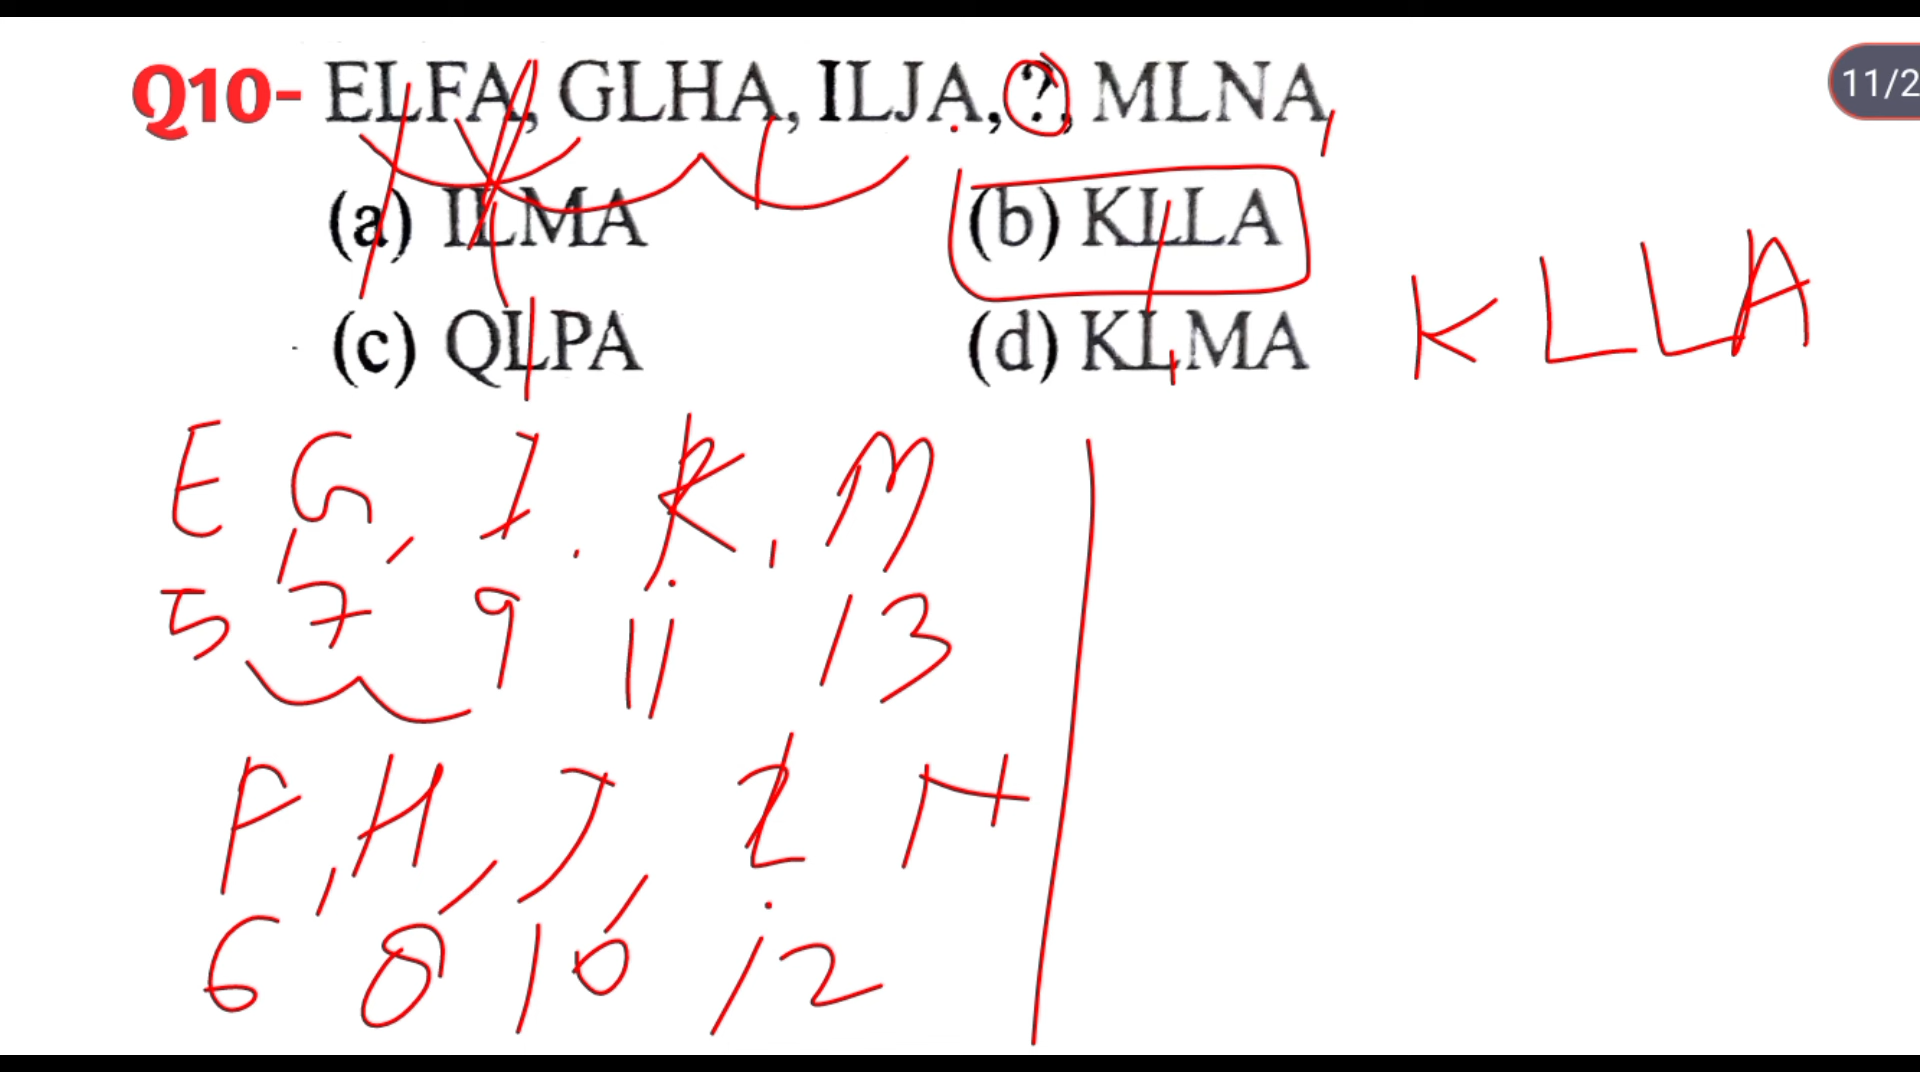 Q10- ELFA, GLHA, ILJA, ?, MLNA,
11/2
(a) ILMA (b) KLLA
(c) QLPA (d) KLMA
KLLA
E G, I, K, M
5 7 9 11 13
F, H, J, L N
6 8 10 12